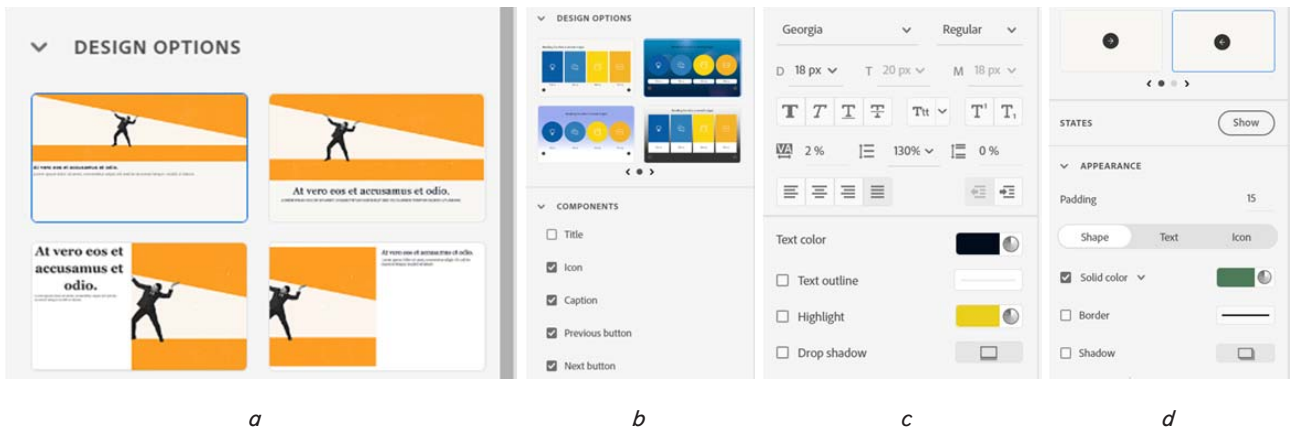 DESIGN OPTIONS
At vero eos et accusamus et odio.
At vero eos et accusamus et odio.
At vero eos et
accusamus et
odio.
At vero eos et accusamus et odio.
a
DESIGN OPTIONS
COMPONENTS
Title
Icon
Caption
Previous button
Next button
b
Georgia Regular
D 18 px T 20 px M 18 px
T T T T Ttt T¹ T₁
VA 2 % 130% 0 %
Text color
Text outline
Highlight
Drop shadow
c
STATES Show
APPEARANCE
Padding 15
Shape Text Icon
Solid color
Border
Shadow
d